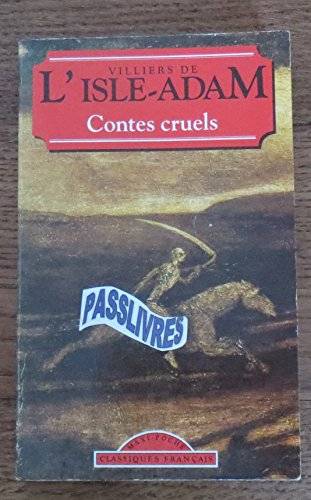 VILLIERS DE
L'ISLE-ADAM
Contes cruels
PASSLIVRES
MAXI-POCHE
CLASSIQUES FRANÇAIS